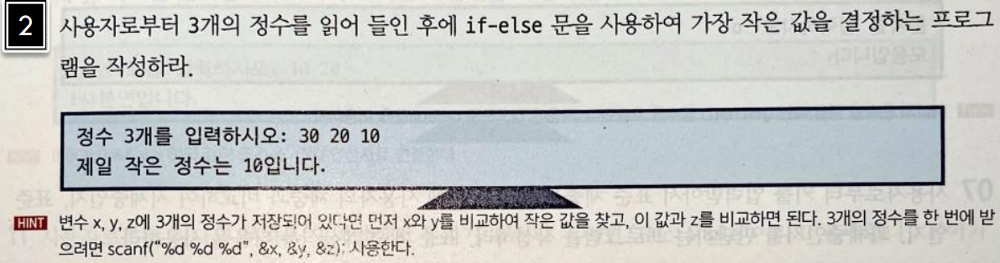 2 사용자로부터 3개의 정수를 읽어 들인 후에 if-else 문을 사용하여 가장 작은 값을 결정하는 프로그
램을 작성하라.
정수 3개를 입력하시오: 30 20 10
제일 작은 정수는 10입니다.
HINT 변수 x, y, z에 3개의 정수가 저장되어 있다면 먼저 x와 y를 비교하여 작은 값을 찾고, 이 값과 z를 비교하면 된다. 3개의 정수를 한 번에 받
으려면 scanf("%d %d %d", &x, &y, &z); 사용한다.